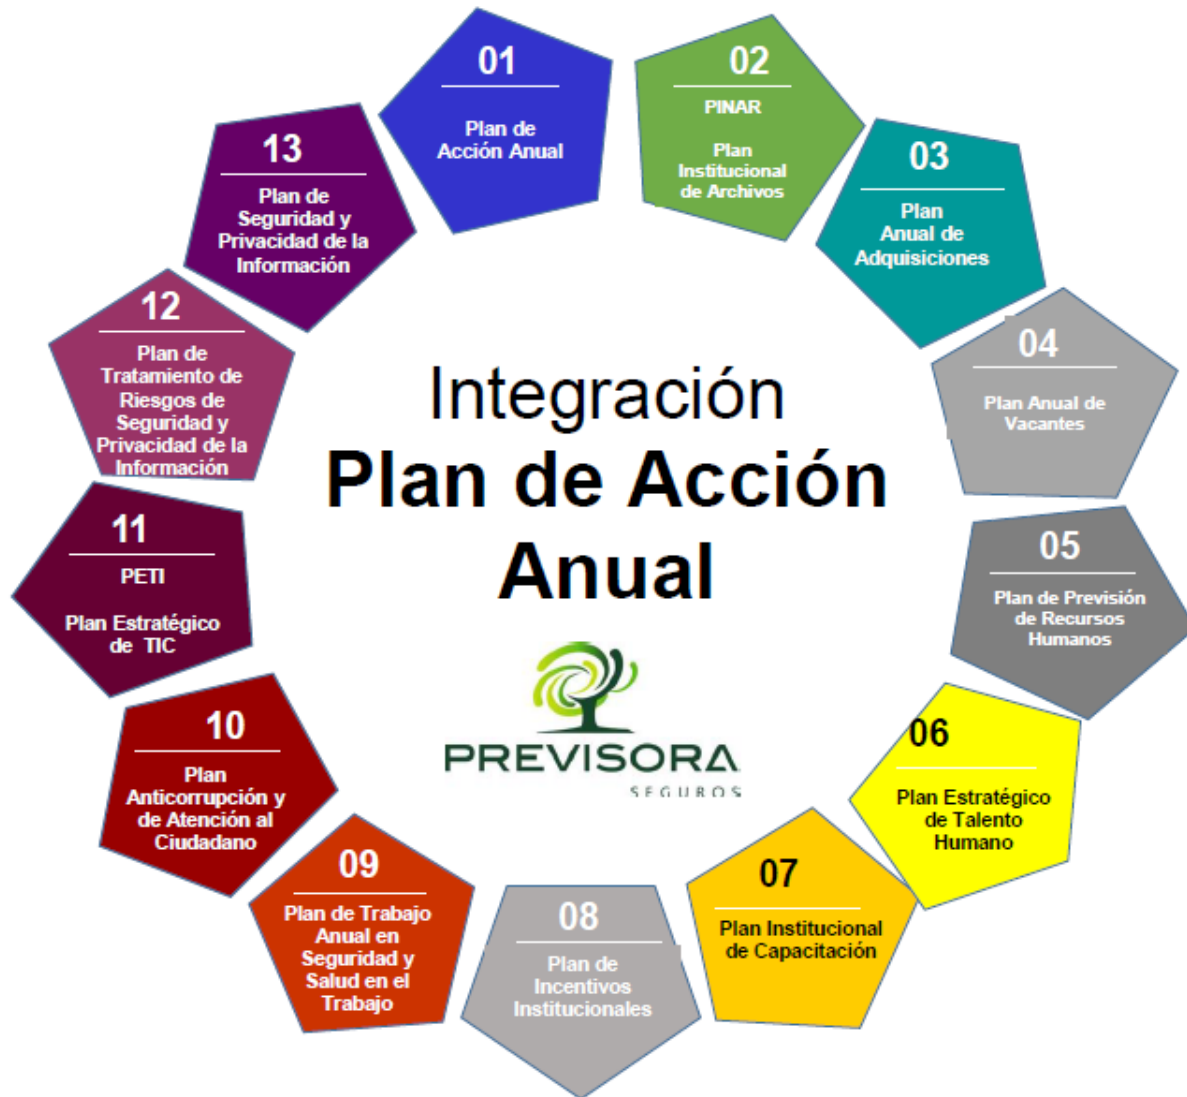 01
Plan de
Acción Anual
02
PINAR
Plan
Institucional
de Archivos
03
Plan
Anual de
Adquisiciones
04
Plan Anual de
Vacantes
05
Plan de Previsión
de Recursos
Humanos
06
Plan Estratégico
de Talento
Humano
07
Plan Institucional
de Capacitación
08
Plan de
Incentivos
Institucionales
09
Plan de Trabajo
Anual en
Seguridad y
Salud en el
Trabajo
10
Plan
Anticorrupción y
de Atención al
Ciudadano
11
PETI
Plan Estratégico
de TIC
12
Plan de
Tratamiento de
Riesgos de
Seguridad y
Privacidad de la
Información
13
Plan de
Seguridad y
Privacidad de la
Información
Integración
Plan de Acción
Anual
PREVISORA
SEGUROS